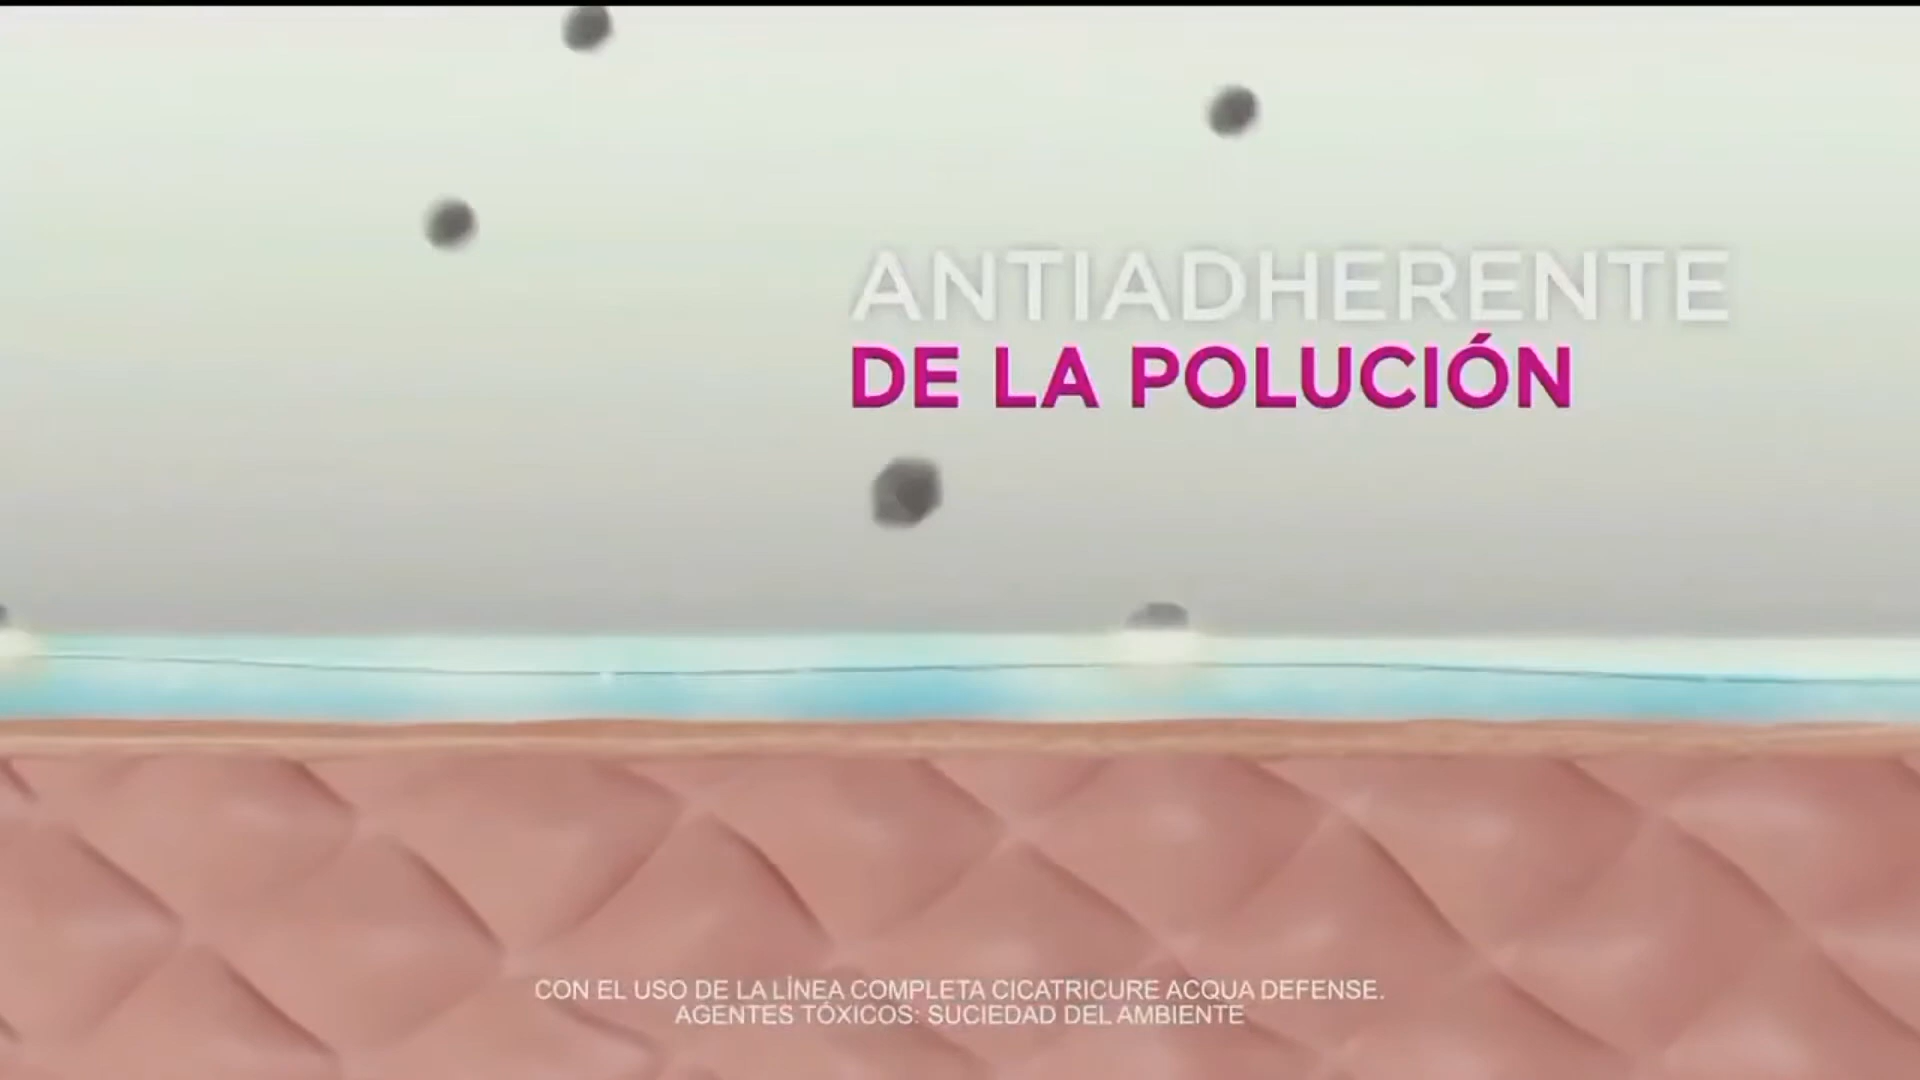 ANTIADHERENTE
DE LA POLUCIÓN
CON EL USO DE LA LÍNEA COMPLETA CICATRICURE ACQUA DEFENSE.
AGENTES TÓXICOS: SUCIEDAD DEL AMBIENTE